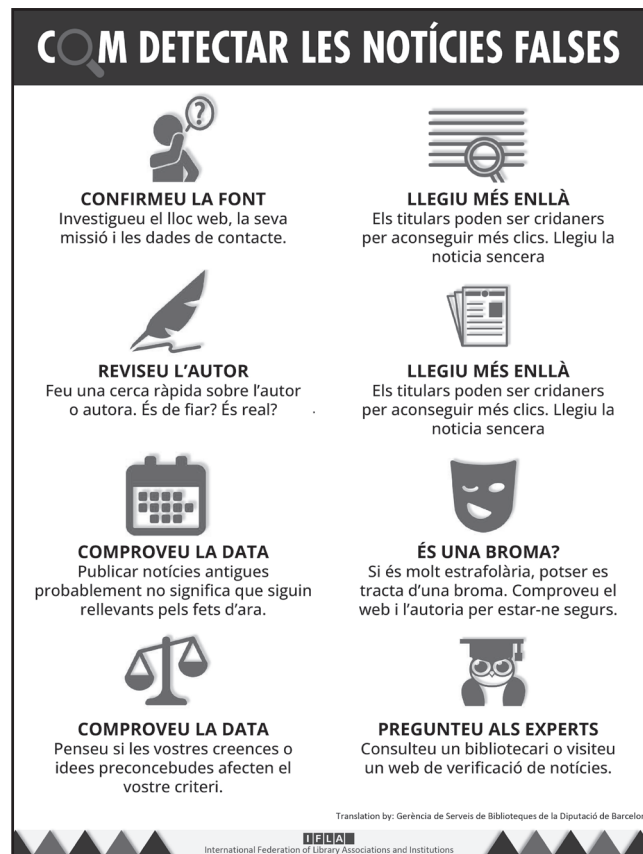 COM DETECTAR LES NOTÍCIES FALSES
?
CONFIRMEU LA FONT
Investigueu el lloc web, la seva
missió i les dades de contacte.
LLEGIU MÉS ENLLÀ
Els titulars poden ser cridaners
per aconseguir més clics. Llegiu la
noticia sencera
REVISEU L'AUTOR
Feu una cerca ràpida sobre l'autor
o autora. És de fiar? És real?
LLEGIU MÉS ENLLÀ
Els titulars poden ser cridaners
per aconseguir més clics. Llegiu la
noticia sencera
COMPROVEU LA DATA
Publicar notícies antigues
probablement no significa que siguin
rellevants pels fets d'ara.
ÉS UNA BROMA?
Si és molt estrafolària, potser es
tracta d'una broma. Comproveu el
web i l'autoria per estar-ne segurs.
COMPROVEU LA DATA
Penseu si les vostres creences o
idees preconcebudes afecten el
vostre criteri.
PREGUNTEU ALS EXPERTS
Consulteu un bibliotecari o visiteu
un web de verificació de notícies.
Translation by: Gerència de Serveis de Biblioteques de la Diputació de Barcelon
IFLA
International Federation of Library Associations and Institutions